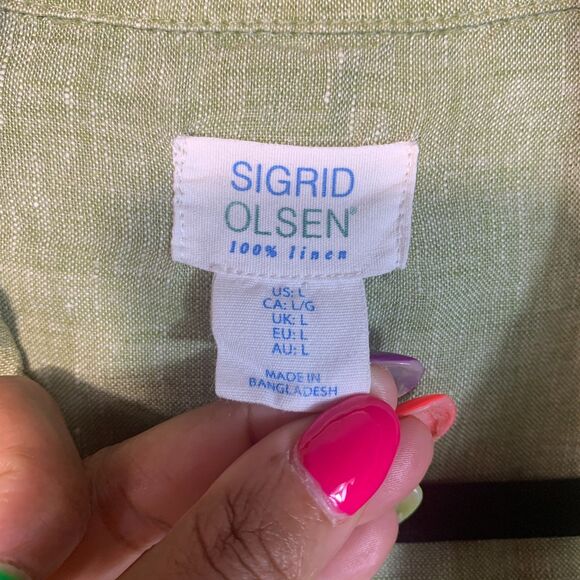 SIGRID
OLSEN®
100% linen
US: L
CA: L/G
UK: L
EU: L
AU: L
MADE IN
BANGLADESH